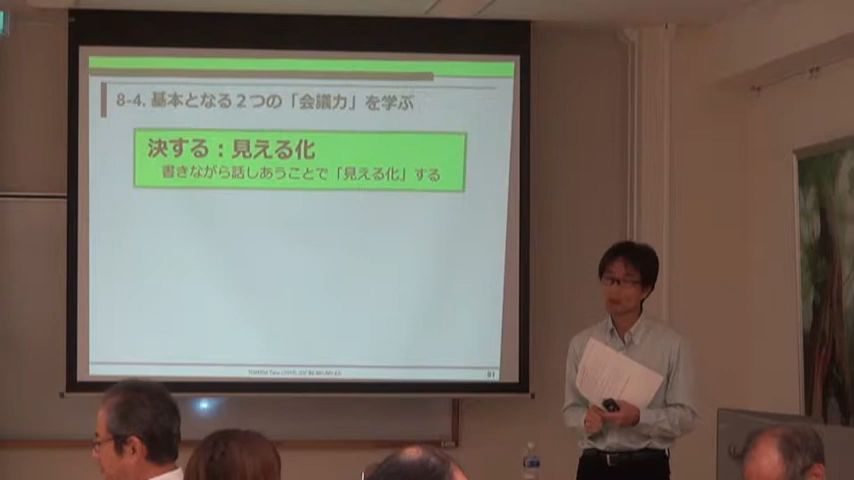 8-4. 基本となる2つの「会議力」を学ぶ
決する：見える化
書きながら話しあうことで「見える化」する